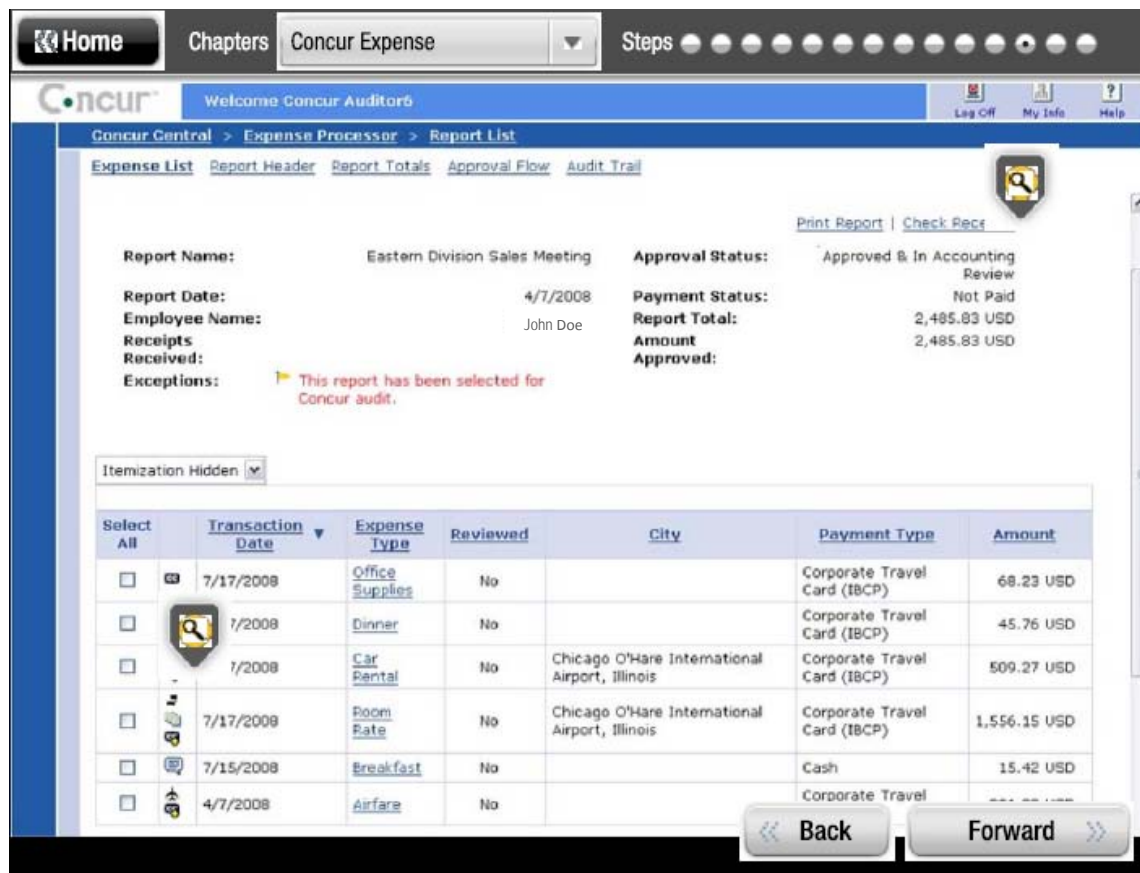 Home
Chapters
Concur Expense
Steps
Concur
Welcome Concur Auditor6
Log Off
My Info
Help
Concur Central > Expense Processor > Report List
Expense List Report Header Report Totals Approval Flow Audit Trail
Print Report | Check Rece
Report Name: Eastern Division Sales Meeting Approval Status: Approved & In Accounting
Review
Report Date: 4/7/2008 Payment Status: Not Paid
Employee Name: John Doe Report Total: 2,485.83 USD
Receipts Amount 2,485.83 USD
Received: Approved:
Exceptions: This report has been selected for
Concur audit.
Itemization Hidden
Select Transaction Expense Reviewed City Payment Type Amount
All Date Type
7/17/2008 Office Supplies No Corporate Travel Card (IBCP) 68.23 USD
7/2008 Dinner No Corporate Travel Card (IBCP) 45.76 USD
7/2008 Car Rental No Chicago O'Hare International Airport, Illinois Corporate Travel Card (IBCP) 509.27 USD
7/17/2008 Room Rate No Chicago O'Hare International Airport, Illinois Corporate Travel Card (IBCP) 1,556.15 USD
7/15/2008 Breakfast No Cash 15.42 USD
4/7/2008 Airfare No Corporate Travel
Back
Forward